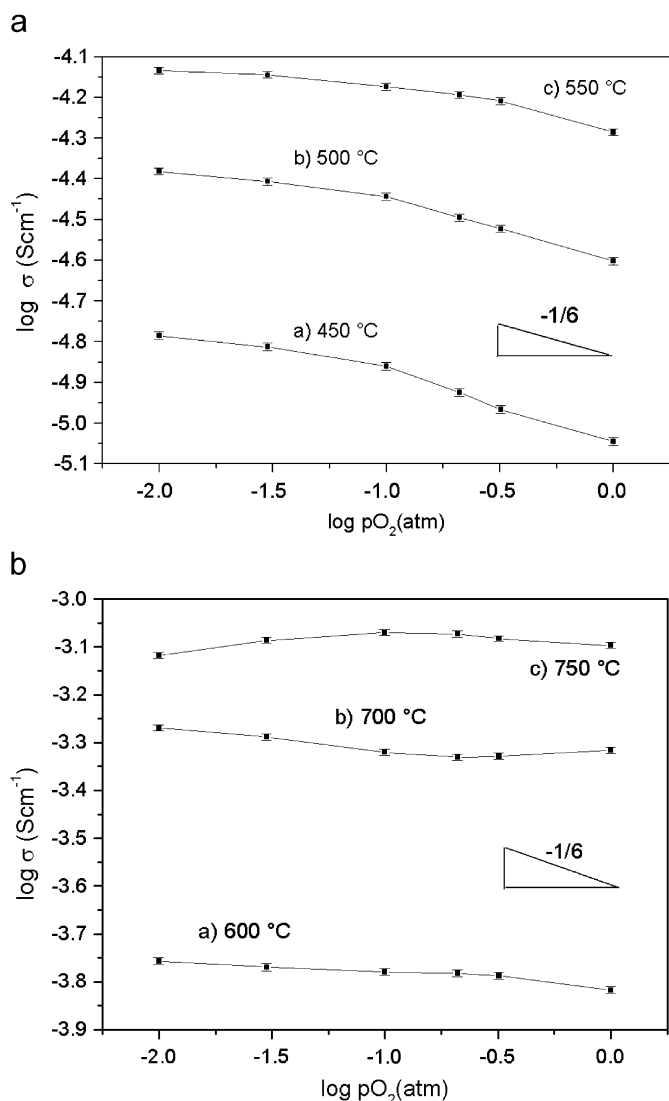 a
-4.1
-4.2
-4.3
-4.4
-4.5
-4.6
-4.7
-4.8
-4.9
-5.0
-5.1
log σ (Scm⁻¹)
c) 550 °C
b) 500 °C
a) 450 °C
-1/6
-2.0 -1.5 -1.0 -0.5 0.0
log pO₂(atm)
b
-3.0
-3.1
-3.2
-3.3
-3.4
-3.5
-3.6
-3.7
-3.8
-3.9
log σ (Scm⁻¹)
c) 750 °C
b) 700 °C
-1/6
a) 600 °C
-2.0 -1.5 -1.0 -0.5 0.0
log pO₂(atm)